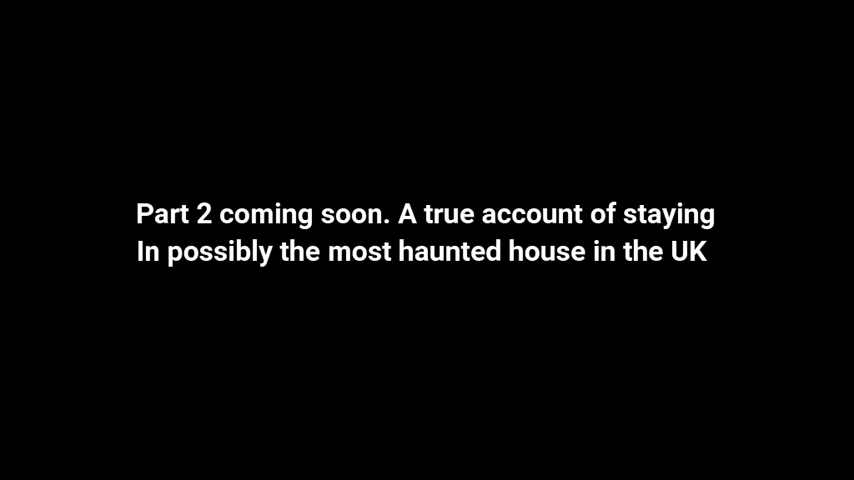 Part 2 coming soon. A true account of staying
In possibly the most haunted house in the UK